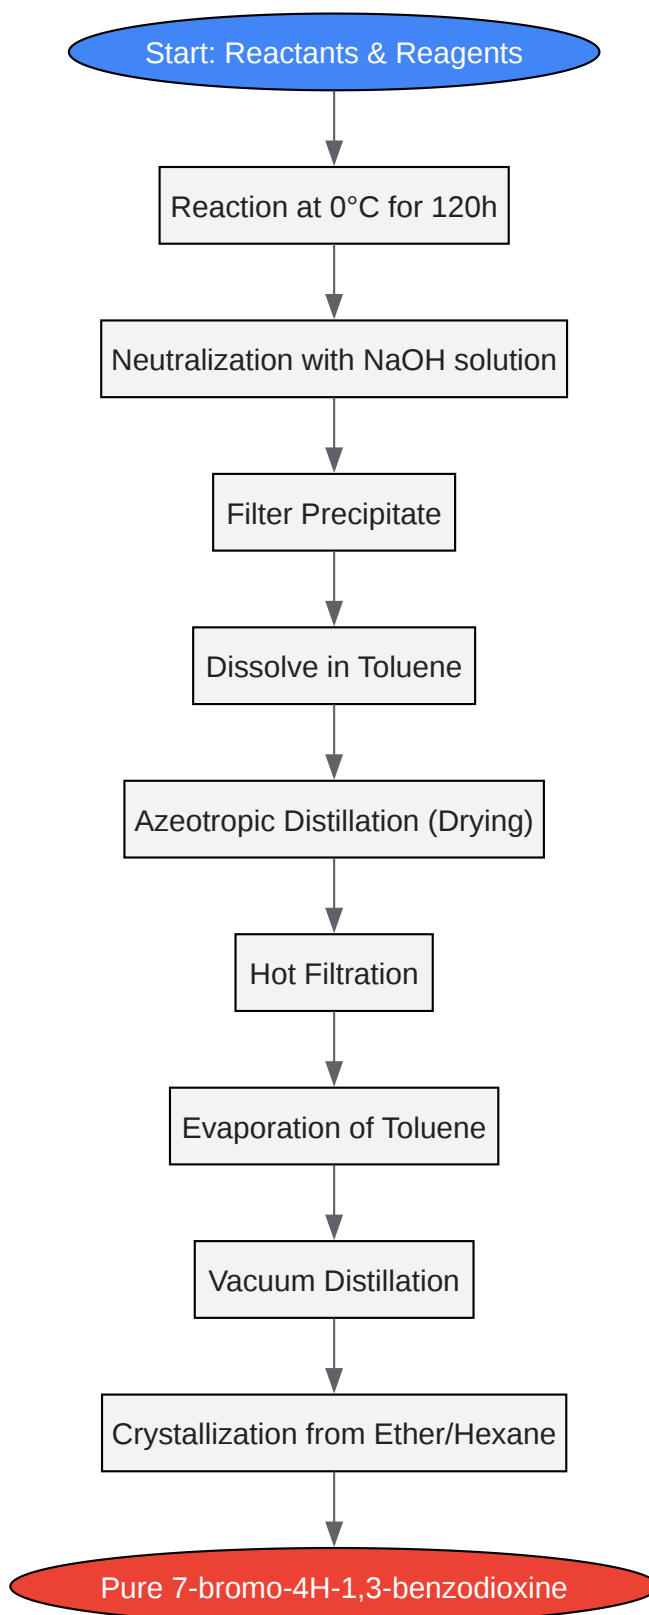 Start: Reactants & Reagents
Reaction at 0°C for 120h
Neutralization with NaOH solution
Filter Precipitate
Dissolve in Toluene
Azeotropic Distillation (Drying)
Hot Filtration
Evaporation of Toluene
Vacuum Distillation
Crystallization from Ether/Hexane
Pure 7-bromo-4H-1,3-benzodioxine